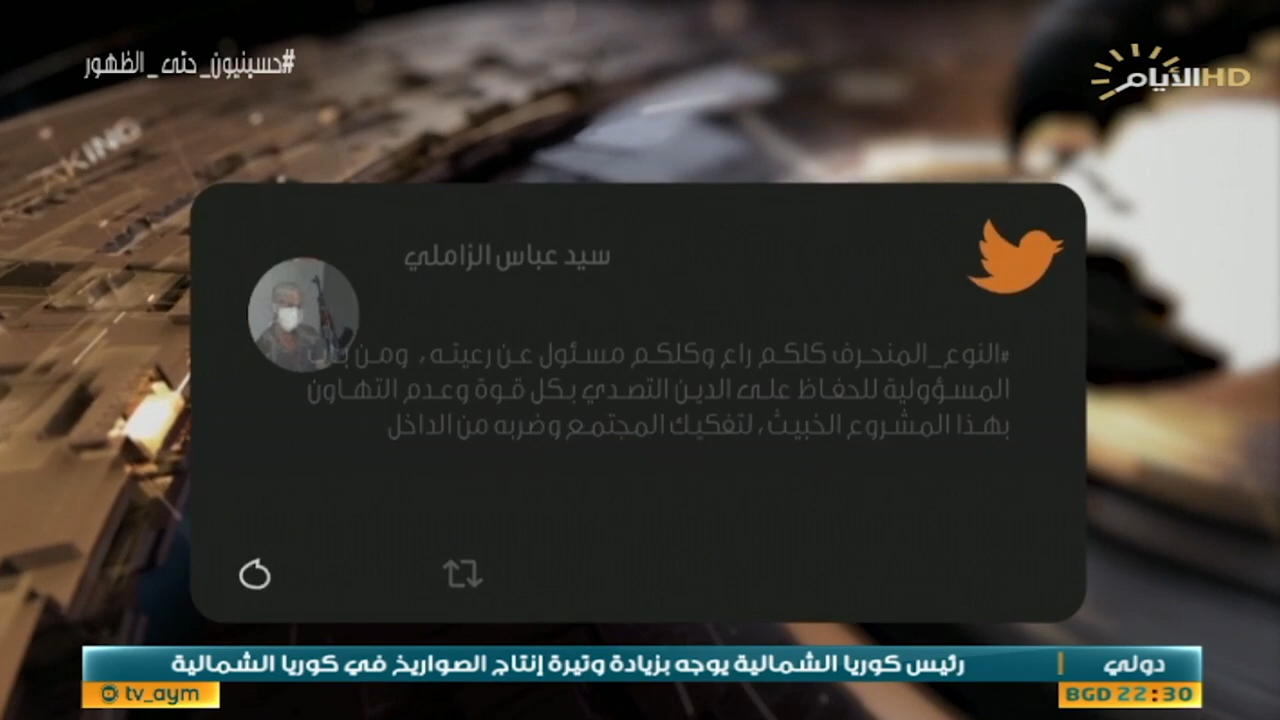 #حسينيون_حتى_الظهور
الأيام HD
KING
سيد عباس الزاملي
#النوع_المنحرف كلكم راع وكلكم مسئول عن رعيته، ومن باب
المسؤولية للحفاظ على الدين التصدي بكل قوة وعدم التهاون
بهذا المشروع الخبيث، لتفكيك المجتمع وضربه من الداخل
دولي
رئيس كوريا الشمالية يوجه بزيادة وتيرة إنتاج الصواريخ في كوريا الشمالية
tv_aym
BGD 22:30